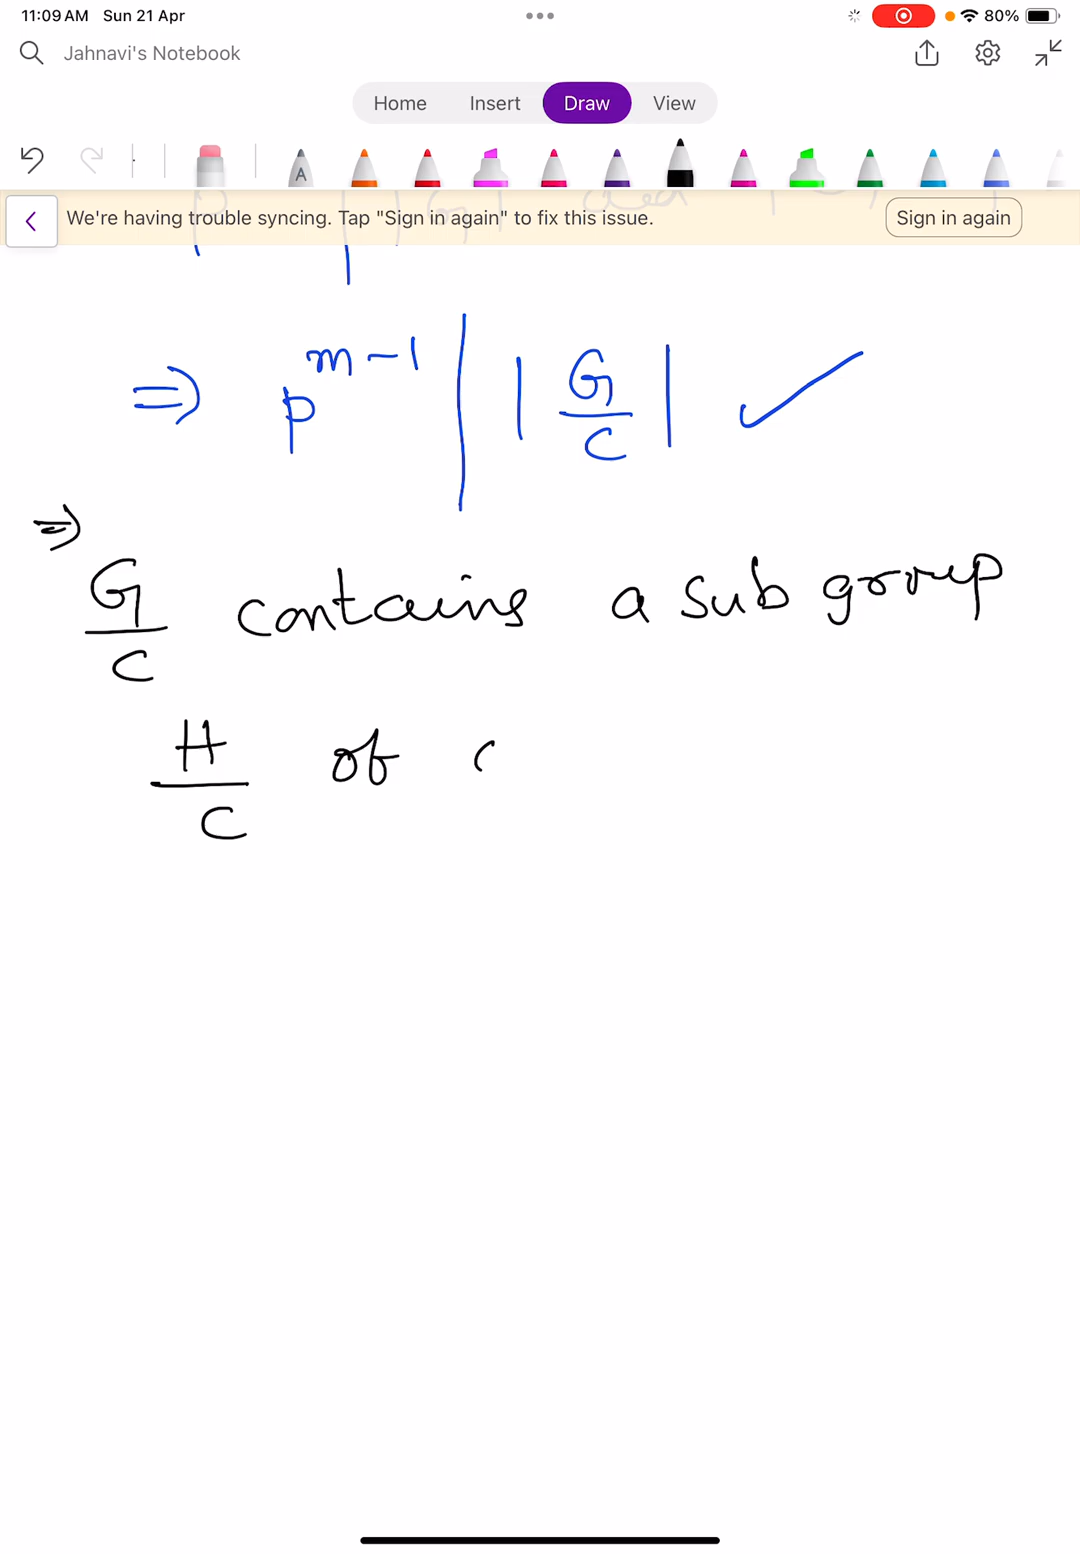 11:09 AM Sun 21 Apr 80%
Jahnavi's Notebook
Home Insert Draw View
A
We're having trouble syncing. Tap "Sign in again" to fix this issue. Sign in again
⇒ p^{m-1} | |G/C| ✓
⇒
G/C contains a sub group
H/C of